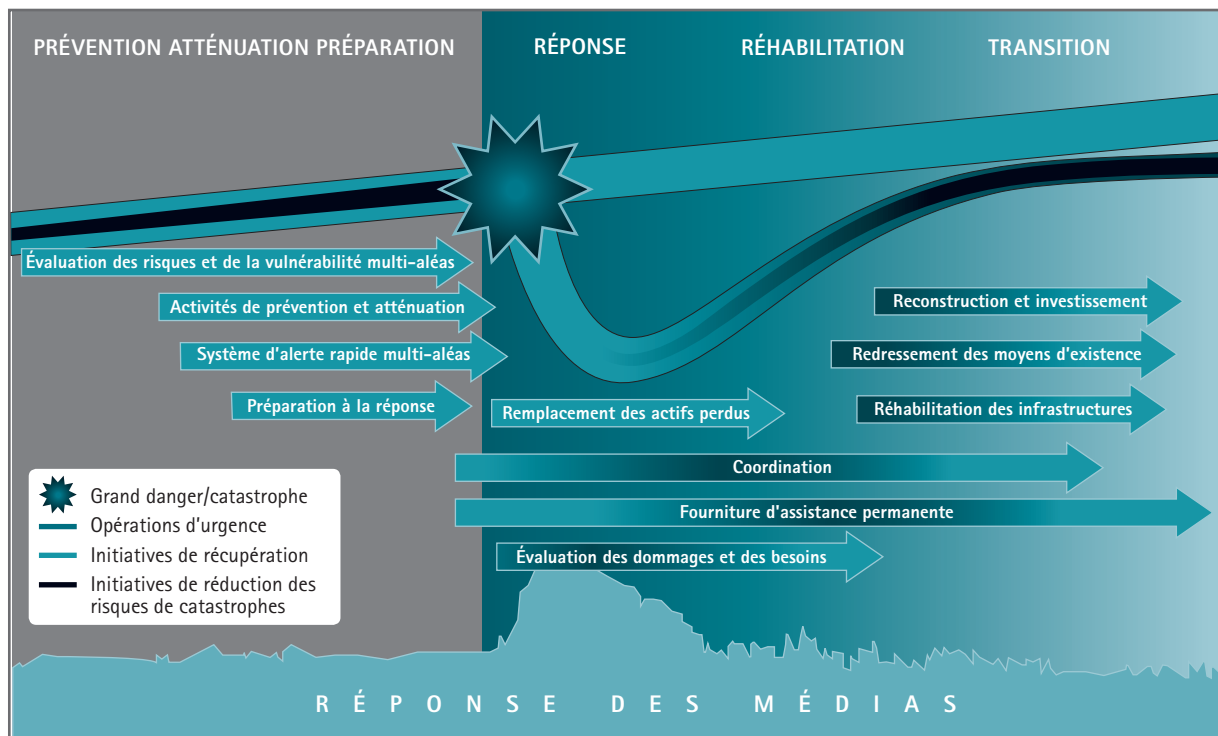 PRÉVENTION ATTÉNUATION PRÉPARATION
RÉPONSE
RÉHABILITATION
TRANSITION
Évaluation des risques et de la vulnérabilité multi-aléas
Activités de prévention et atténuation
Système d'alerte rapide multi-aléas
Préparation à la réponse
Remplacement des actifs perdus
Reconstruction et investissement
Redressement des moyens d'existence
Réhabilitation des infrastructures
Coordination
Fourniture d'assistance permanente
Évaluation des dommages et des besoins
Grand danger/catastrophe
Opérations d'urgence
Initiatives de récupération
Initiatives de réduction des
risques de catastrophes
RÉPONSE DES MÉDIAS